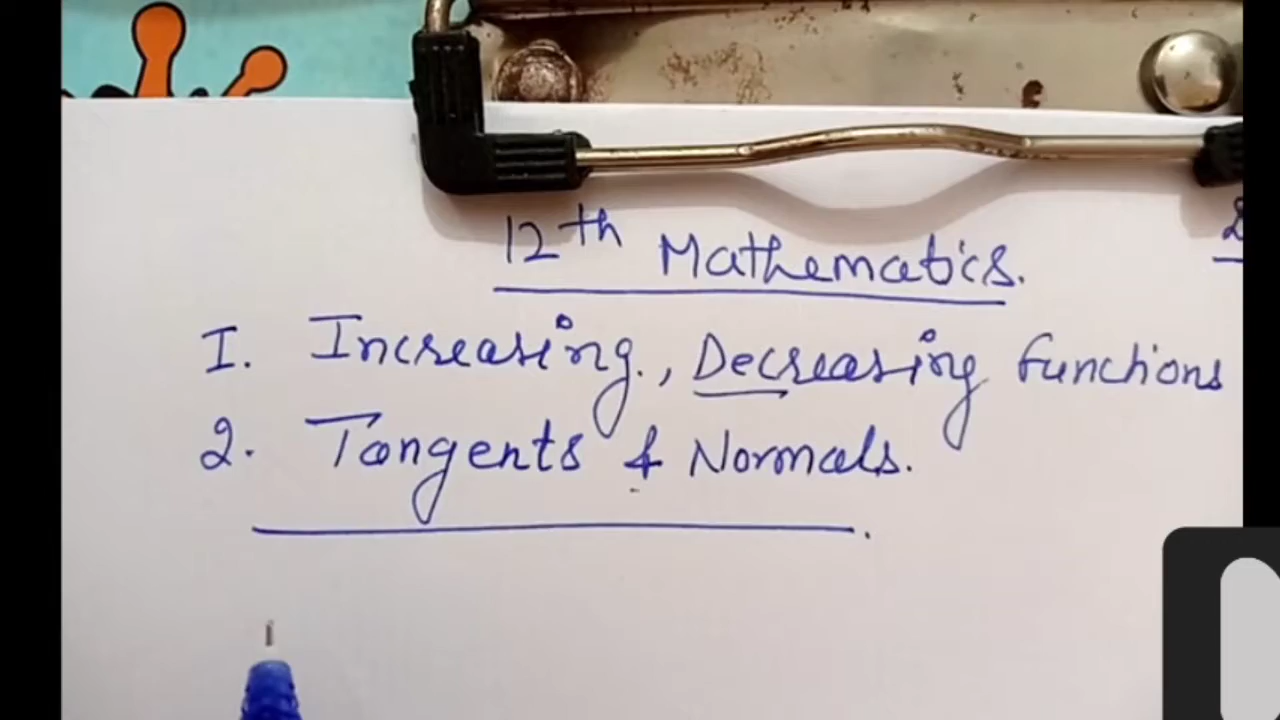 12th Mathematics.
I. Increasing., Decreasing functions
2. Tangents & Normals.